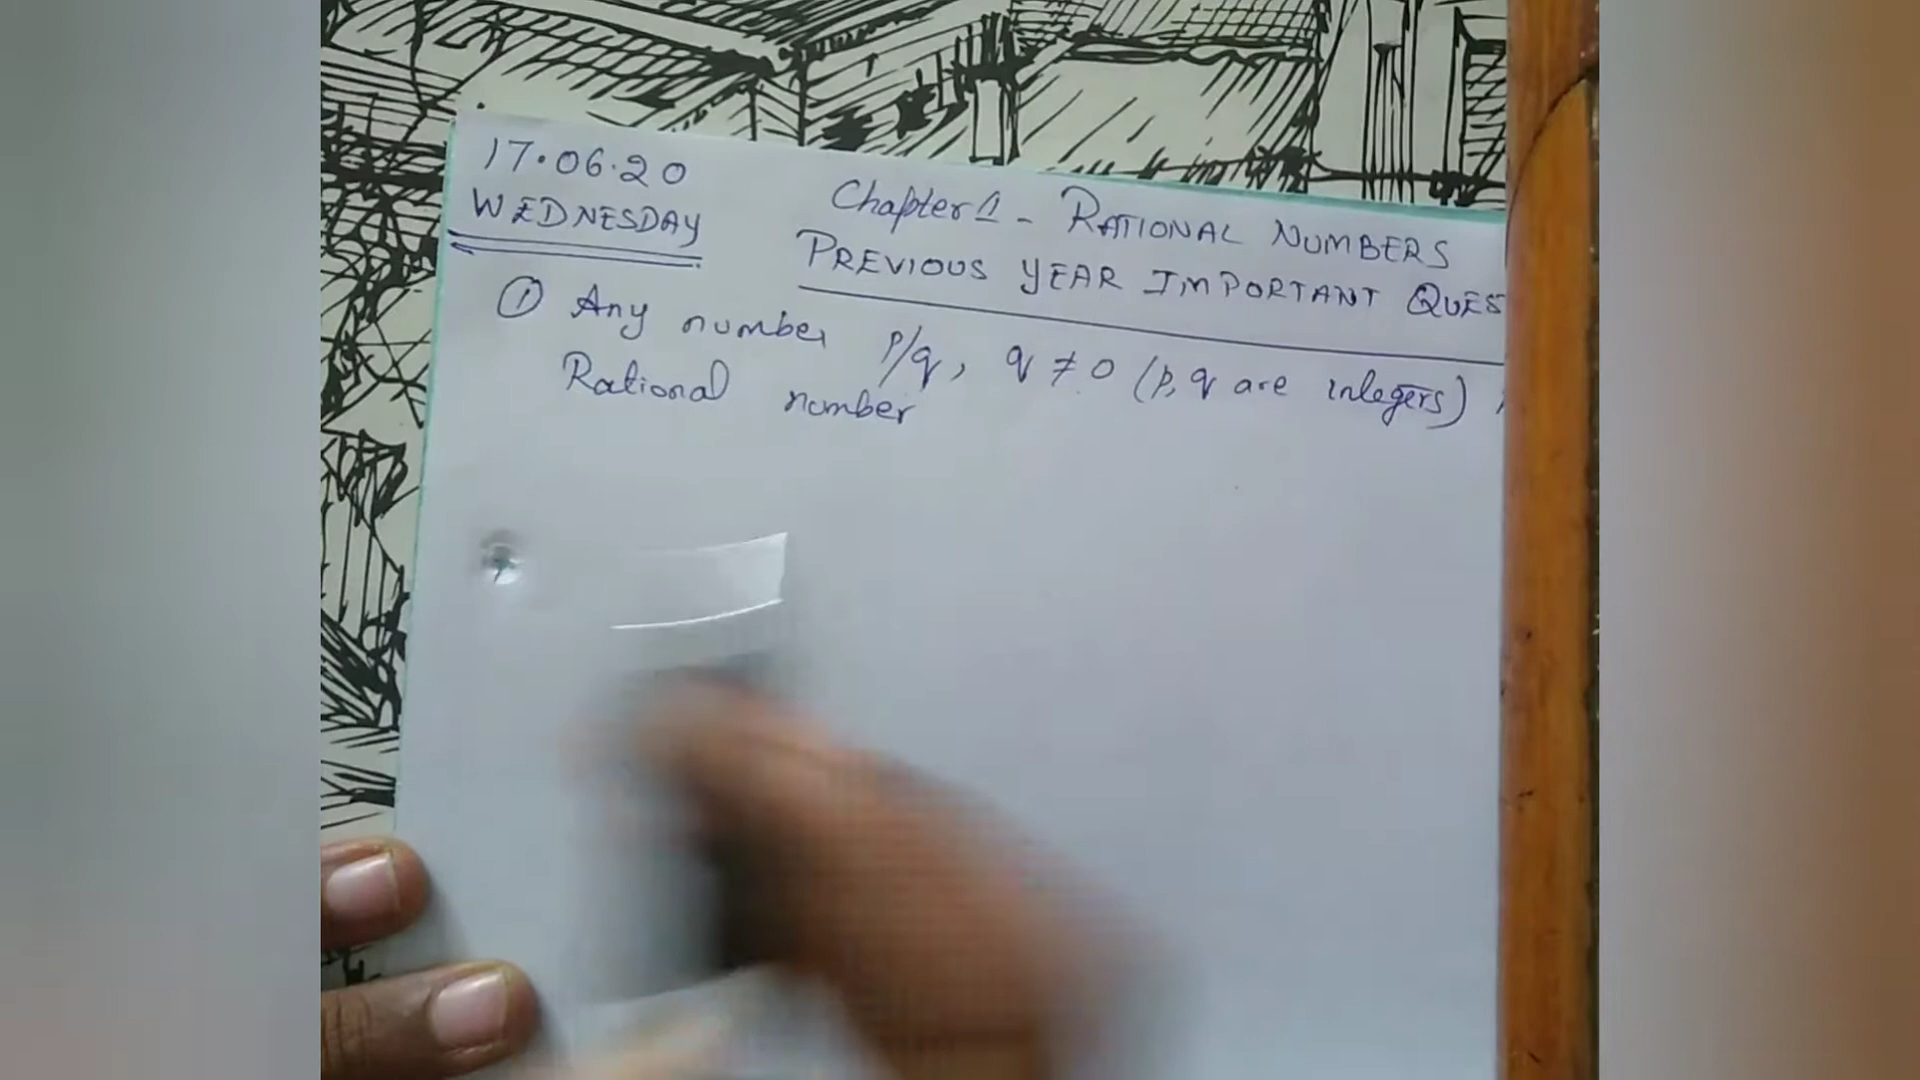 17.06.20
WEDNESDAY
Chapter 1 - RATIONAL NUMBERS
PREVIOUS YEAR IMPORTANT QUES
① Any number p/q, q ≠ 0 (p, q are integers)
Rational number